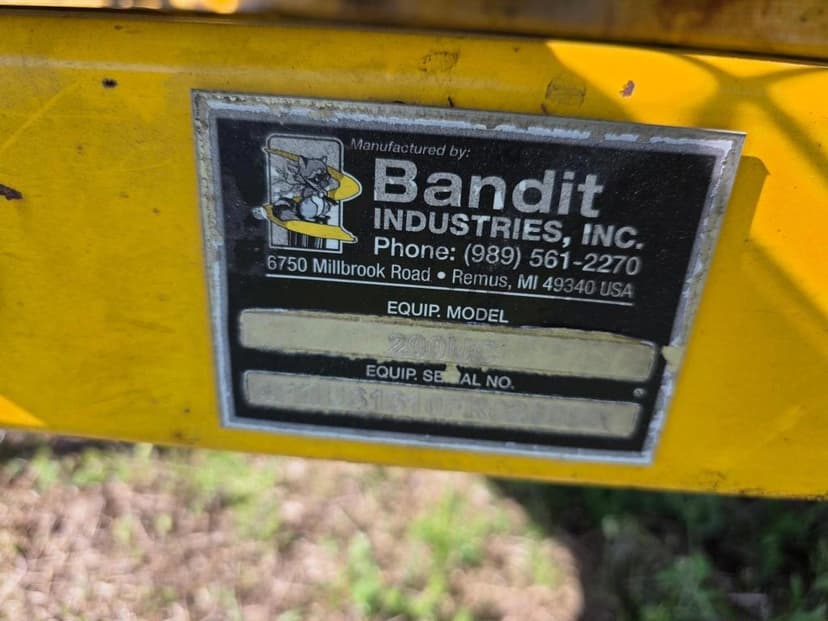 Manufactured by:
Bandit
INDUSTRIES, INC.
Phone: (989) 561-2270
6750 Millbrook Road • Remus, MI 49340 USA
EQUIP. MODEL
EQUIP. SERIAL NO.